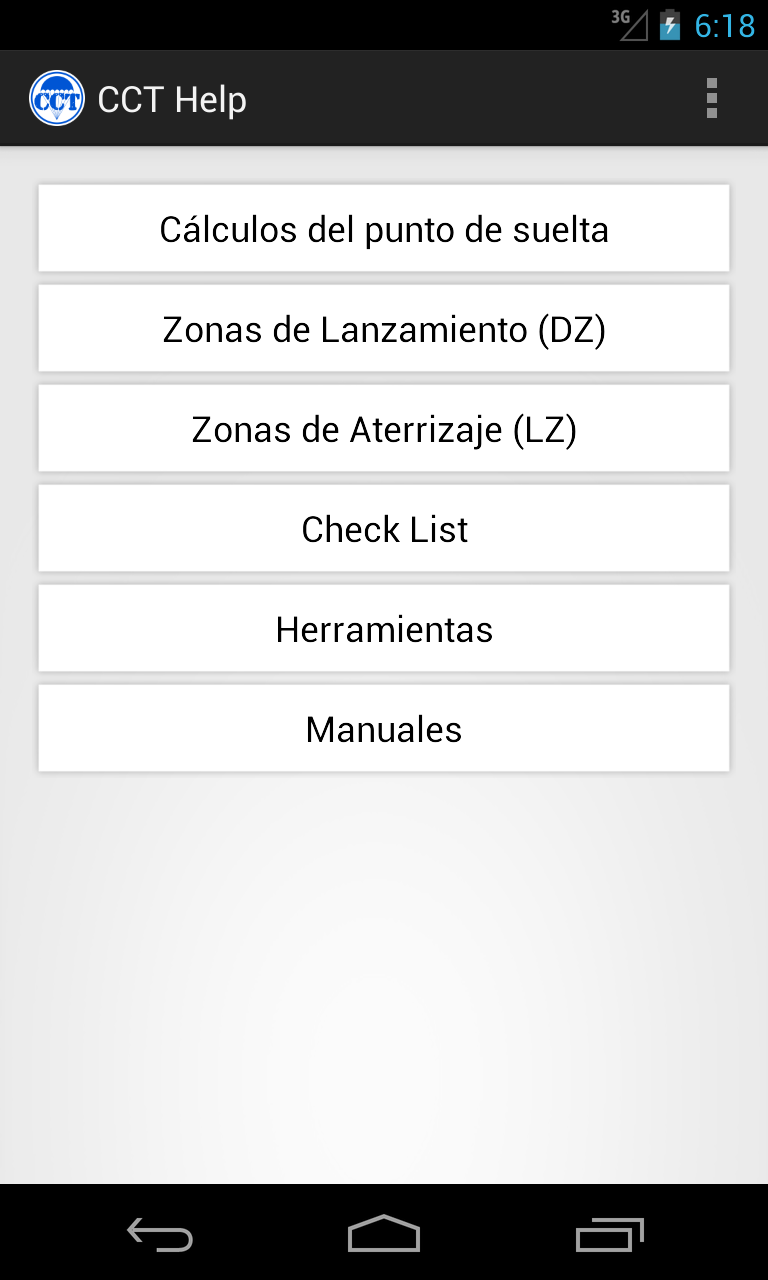 3G 6:18
CCT CCT Help
Cálculos del punto de suelta
Zonas de Lanzamiento (DZ)
Zonas de Aterrizaje (LZ)
Check List
Herramientas
Manuales